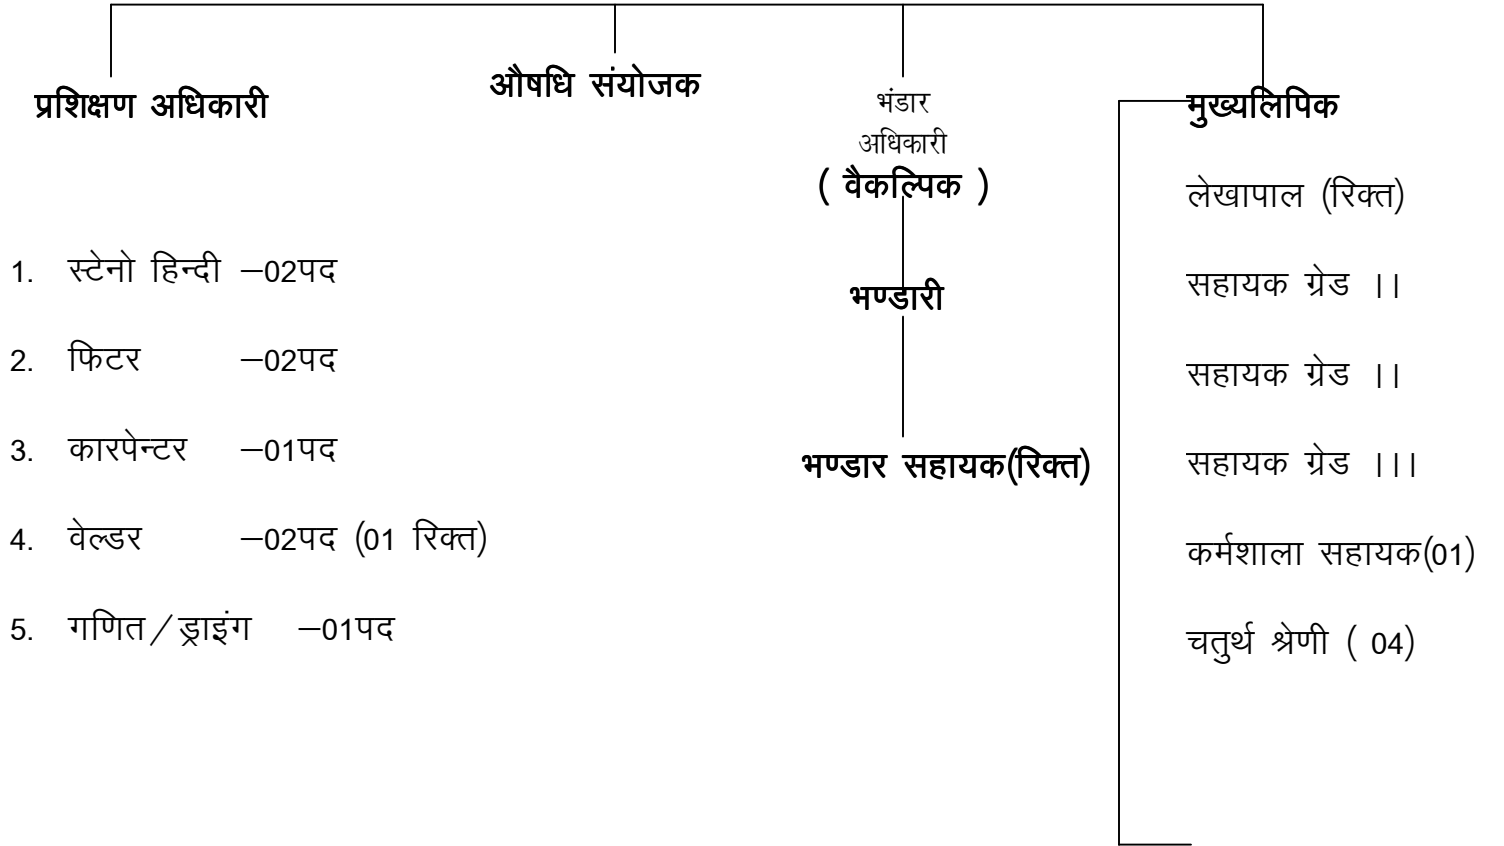 प्रशिक्षण अधिकारी
औषधि संयोजक
भंडार
अधिकारी
( वैकल्पिक )
भण्डारी
भण्डार सहायक(रिक्त)
मुख्यलिपिक
लेखापाल (रिक्त)
सहायक ग्रेड ।।
सहायक ग्रेड ।।
सहायक ग्रेड ।।।
कर्मशाला सहायक(01)
चतुर्थ श्रेणी ( 04)
1. स्टेनो हिन्दी –02पद
2. फिटर –02पद
3. कारपेन्टर –01पद
4. वेल्डर –02पद (01 रिक्त)
5. गणित/ड्राइंग –01पद